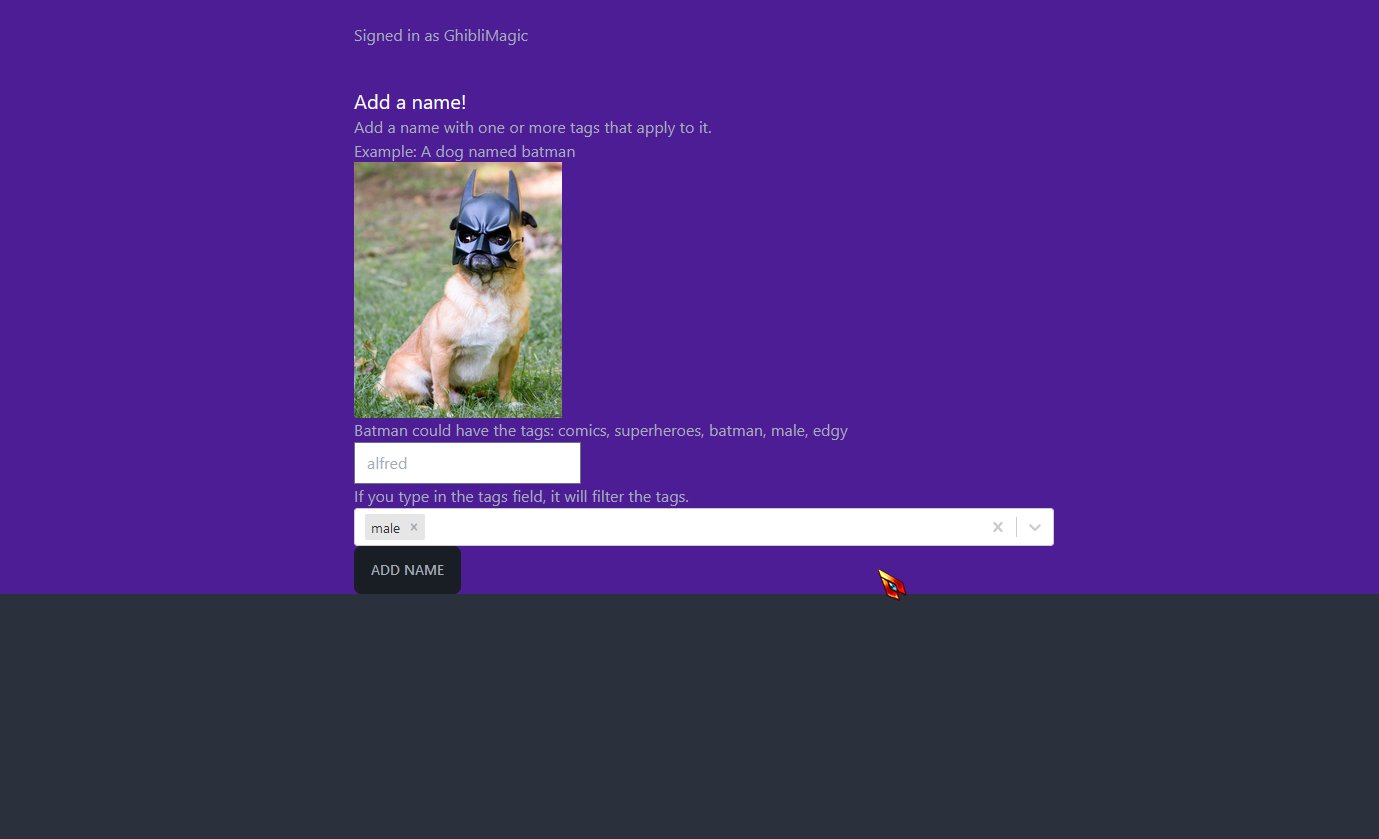 Signed in as GhibliMagic
Add a name!
Add a name with one or more tags that apply to it.
Example: A dog named batman
Batman could have the tags: comics, superheroes, batman, male, edgy
alfred
If you type in the tags field, it will filter the tags.
male
ADD NAME